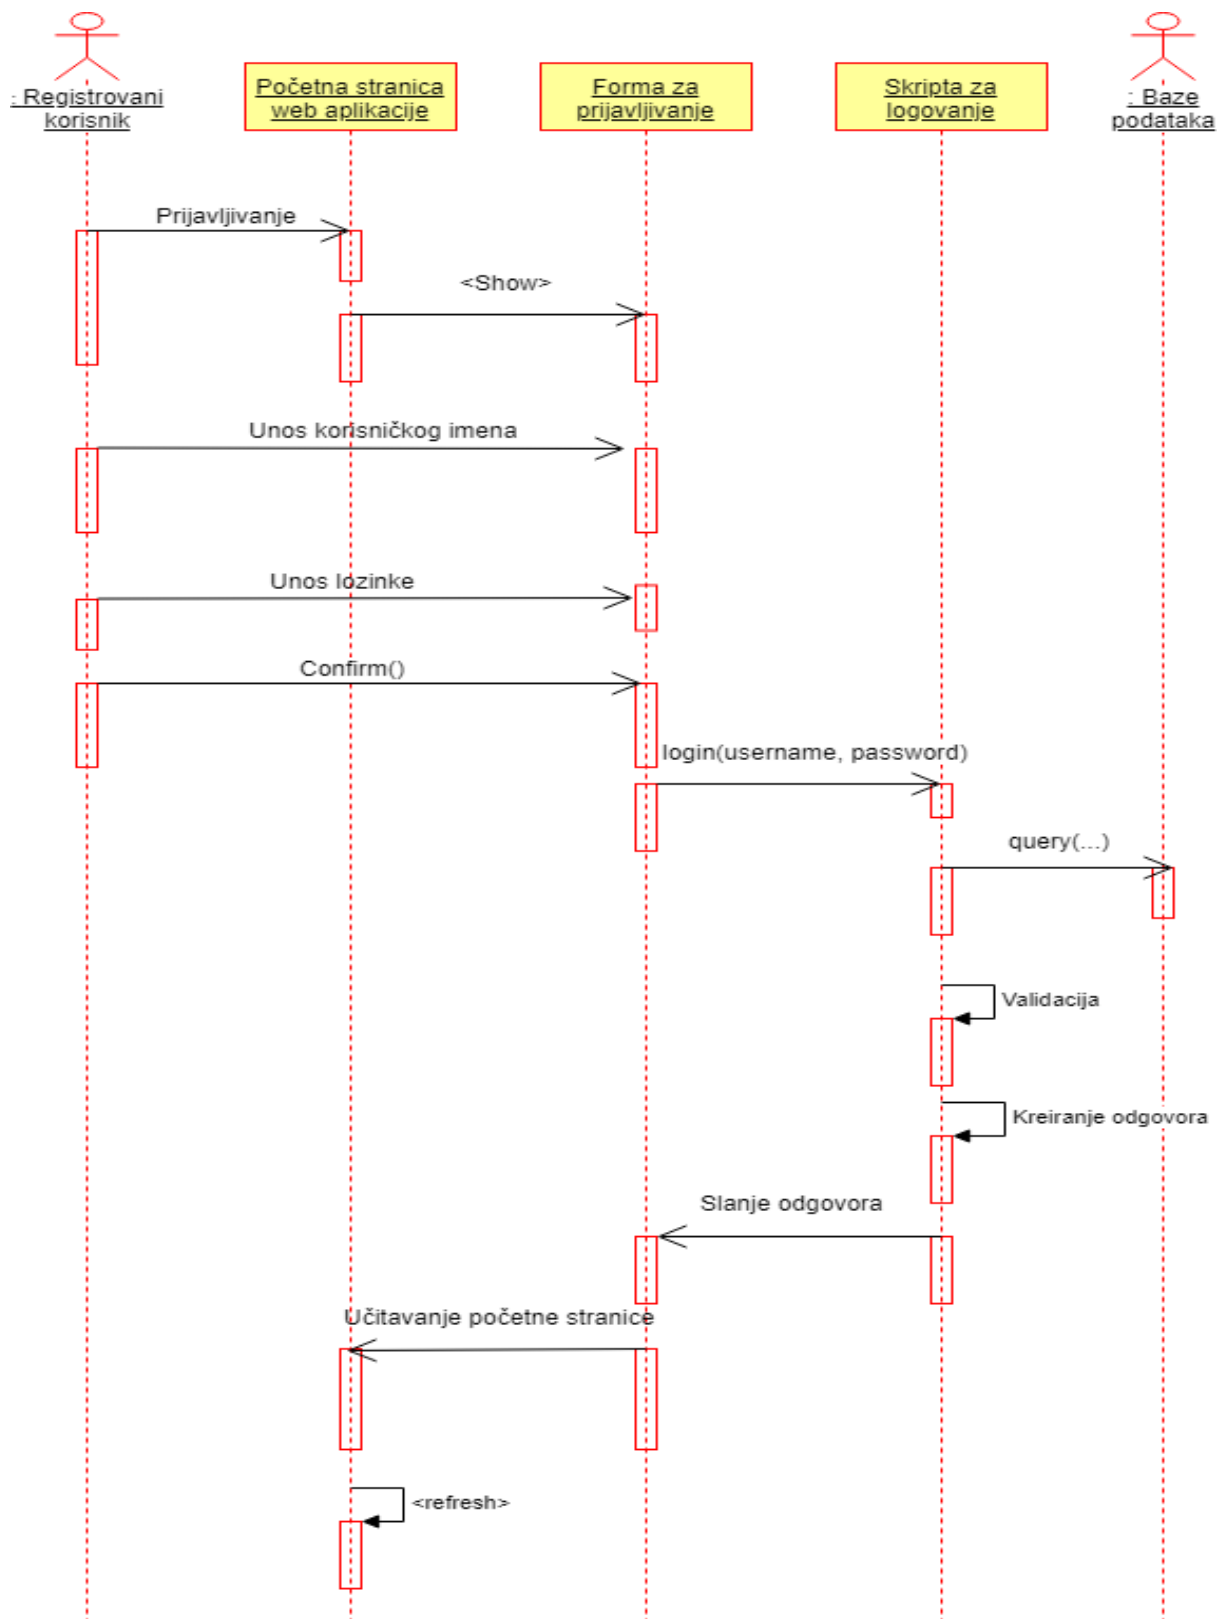 : Registrovani
korisnik
Početna stranica
web aplikacije
Forma za
prijavljivanje
Skripta za
logovanje
: Baze
podataka
Prijavljivanje
<Show>
Unos korisničkog imena
Unos lozinke
Confirm()
login(username, password)
query(...)
Validacija
Kreiranje odgovora
Slanje odgovora
Učitavanje početne stranice
<refresh>